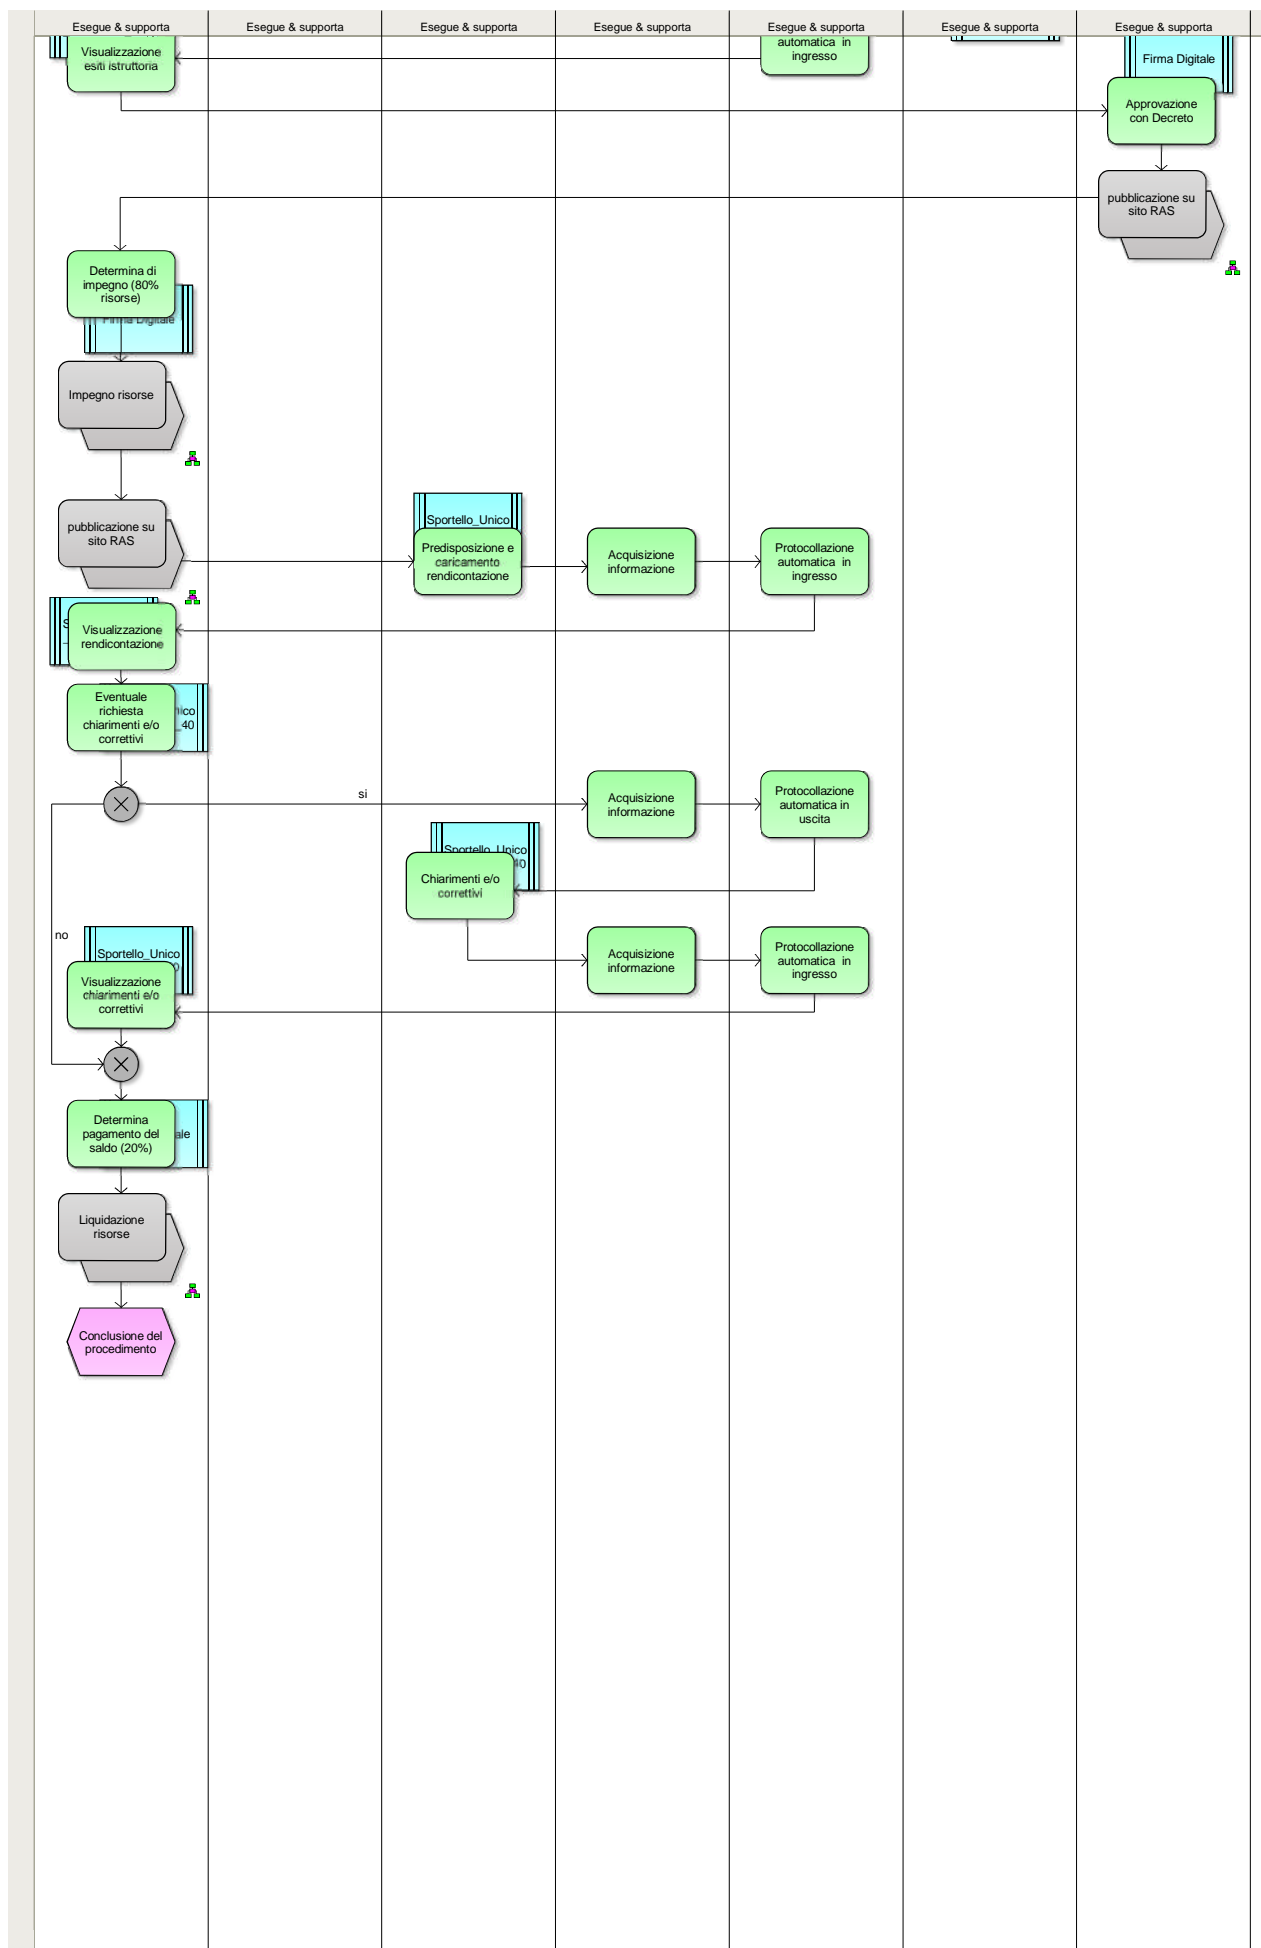 Esegue & supporta
Esegue & supporta
Esegue & supporta
Esegue & supporta
Esegue & supporta
Esegue & supporta
Esegue & supporta
Visualizzazione
esiti istruttoria
automatica in
ingresso
Firma Digitale
Approvazione
con Decreto
pubblicazione su
sito RAS
Determina di
impegno (80%
risorse)
Firma Digitale
Impegno risorse
pubblicazione su
sito RAS
Sportello_Unico
Predisposizione e
caricamento
rendicontazione
Acquisizione
informazione
Protocollazione
automatica in
ingresso
Visualizzazione
rendicontazione
Eventuale
richiesta
chiarimenti e/o
correttivi
_40
si
Acquisizione
informazione
Protocollazione
automatica in
uscita
Sportello_Unico
Chiarimenti e/o
correttivi
no
Sportello_Unico
Acquisizione
informazione
Protocollazione
automatica in
ingresso
Visualizzazione
chiarimenti e/o
correttivi
Determina
pagamento del
saldo (20%)
Liquidazione
risorse
Conclusione del
procedimento